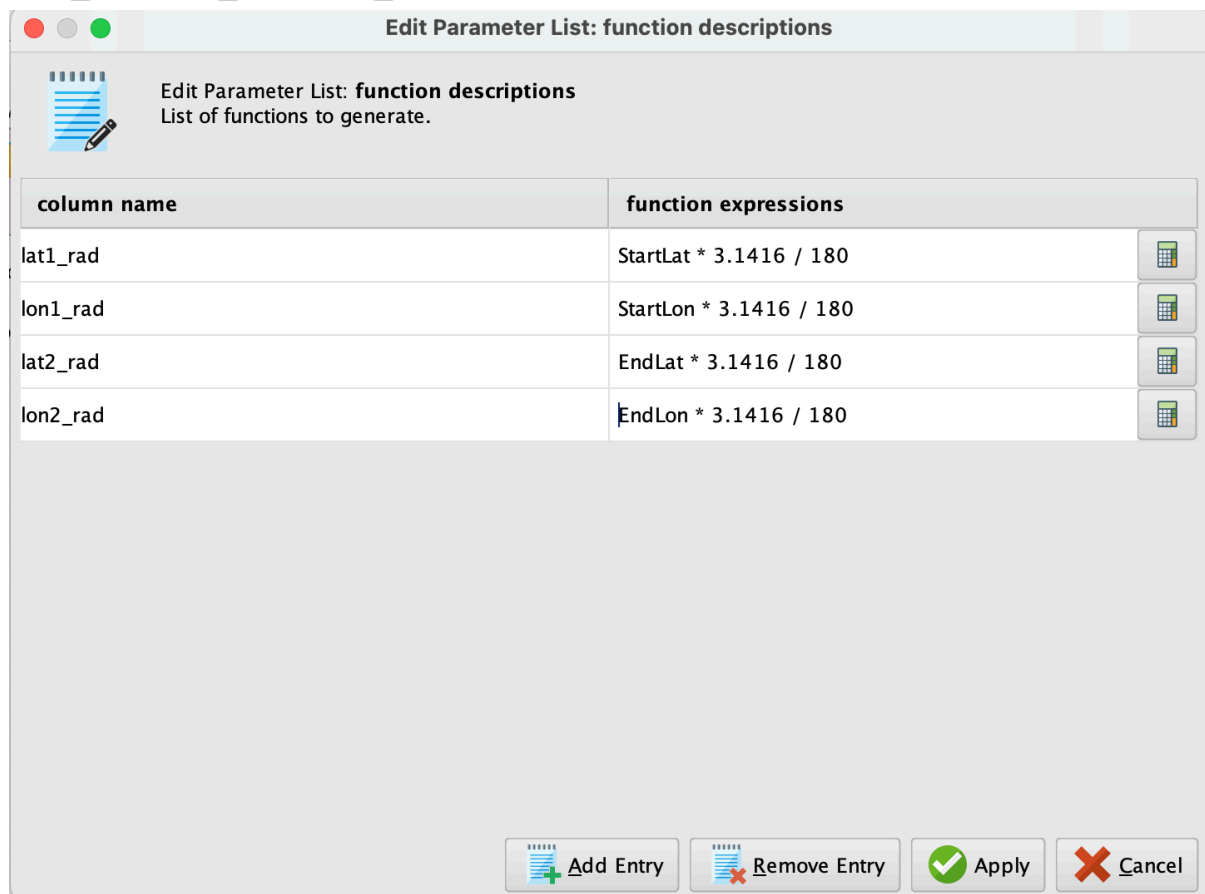 Edit Parameter List: function descriptions
Edit Parameter List: function descriptions
List of functions to generate.
column name function expressions
lat1_rad StartLat * 3.1416 / 180
lon1_rad StartLon * 3.1416 / 180
lat2_rad EndLat * 3.1416 / 180
lon2_rad EndLon * 3.1416 / 180
Add Entry Remove Entry Apply Cancel